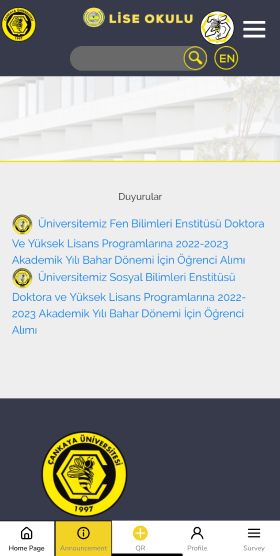 LİSE OKULU
EN
Duyurular
Üniversitemiz Fen Bilimleri Enstitüsü Doktora
Ve Yüksek Lisans Programlarına 2022-2023
Akademik Yılı Bahar Dönemi İçin Öğrenci Alımı
Üniversitemiz Sosyal Bilimleri Enstitüsü
Doktora ve Yüksek Lisans Programlarına 2022-
2023 Akademik Yılı Bahar Dönemi İçin Öğrenci
Alımı
ÇANKAYA ÜNİVERSİTESİ
1997
Home Page
Announcement
QR
Profile
Survey